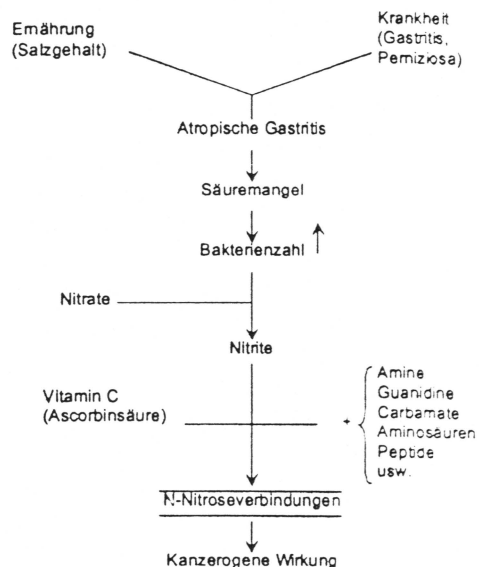 Ernährung
(Salzgehalt)
Krankheit
(Gastritis,
Perniziosa)
Atropische Gastritis
Säuremangel
Bakterienzahl ↑
Nitrate
Nitrite
Vitamin C
(Ascorbinsäure)
+
Amine
Guanidine
Carbamate
Aminosäuren
Peptide
usw.
N-Nitroseverbindungen
Kanzerogene Wirkung